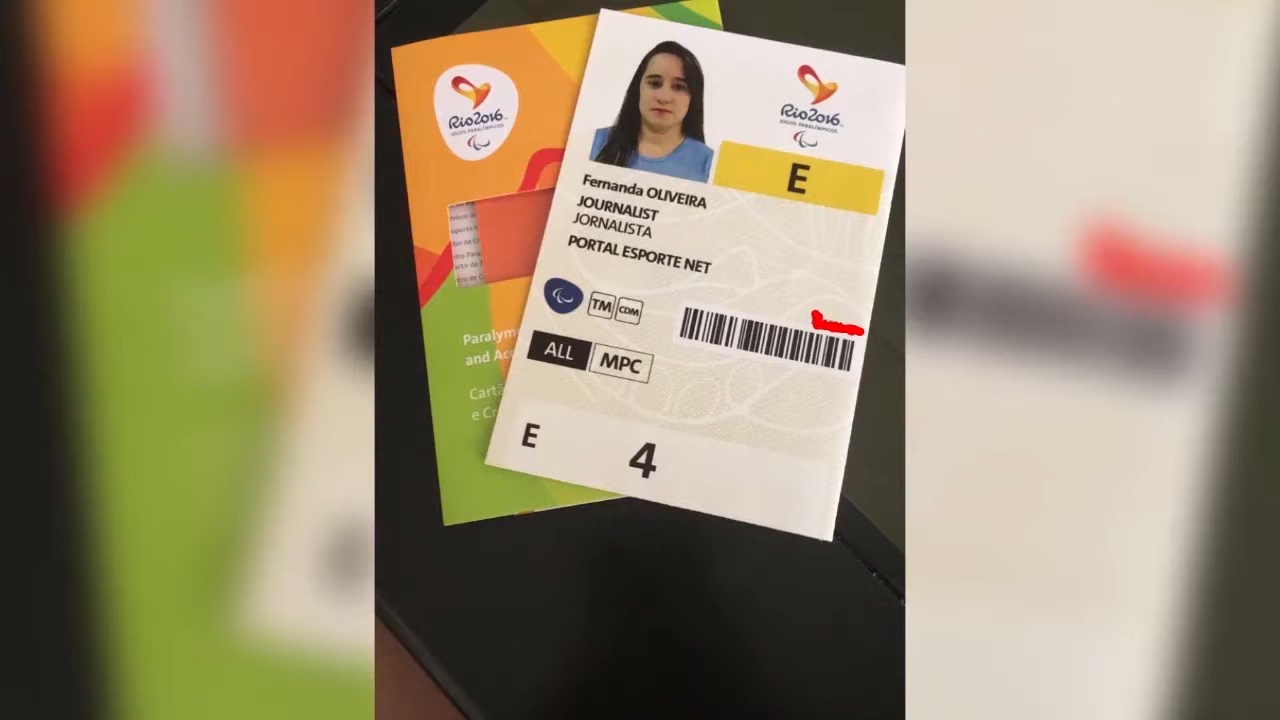 Rio2016
JOGOS PARALÍMPICOS
Paralym
and Acc
Cartã
e Cr
Rio2016
JOGOS PARALÍMPICOS
E
Fernanda OLIVEIRA
JOURNALIST
JORNALISTA
PORTAL ESPORTE NET
TM
CDM
ALL
MPC
E 4